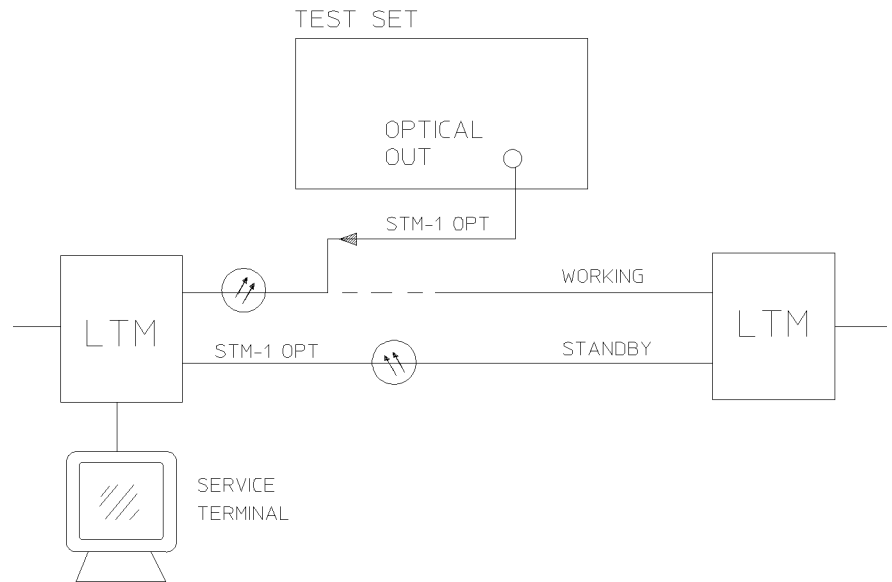 TEST SET
OPTICAL
OUT
STM-1 OPT
WORKING
LTM
LTM
STM-1 OPT
STANDBY
SERVICE
TERMINAL